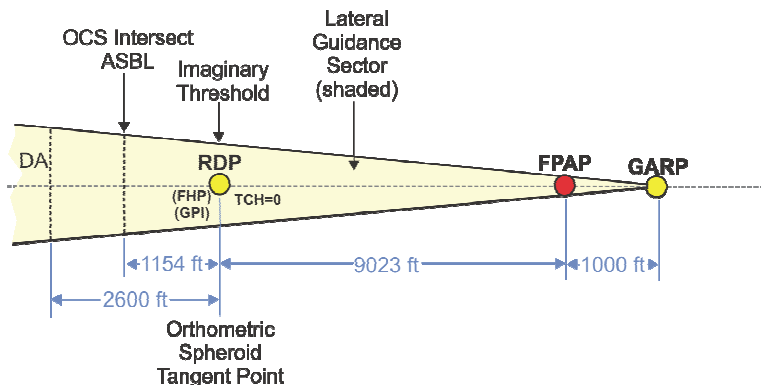 Lateral
Guidance
Sector
(shaded)
OCS Intersect
ASBL
Imaginary
Threshold
DA
RDP
FPAP
GARP
(FHP)
(GPI)
TCH=0
1154 ft
9023 ft
1000 ft
2600 ft
Orthometric
Spheroid
Tangent Point